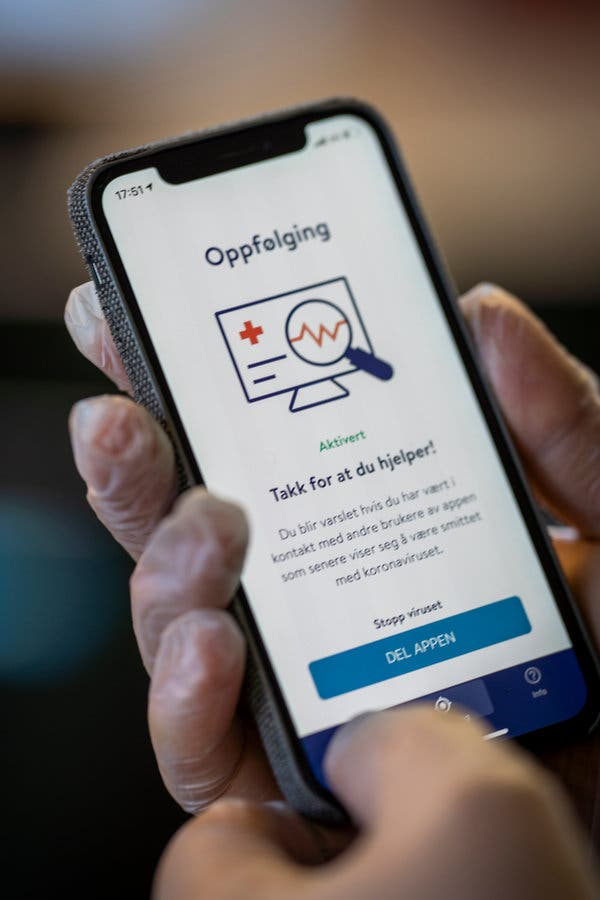 17:51
Oppfølging
Aktivert
Takk for at du hjelper!
Du blir varslet hvis du har vært i
kontakt med andre brukere av appen
som senere viser seg å være smittet
med koronaviruset.
Stopp viruset
DEL APPEN
Info